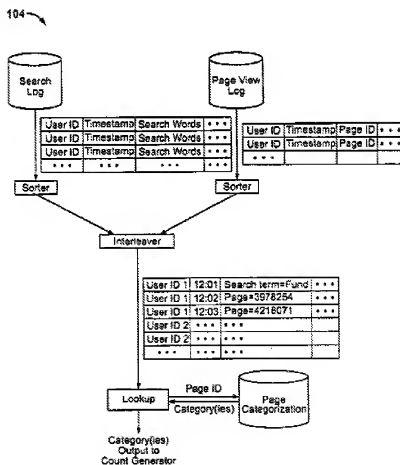 104
Search Log
Page View Log
User ID Timestamp Search Words • • •
User ID Timestamp Search Words • • •
User ID Timestamp Search Words • • •
• • • • • • • • •
User ID Timestamp Page ID • • •
User ID Timestamp Page ID • • •
• • •
Sorter
Sorter
Interleaver
User ID 1 12:01 Search term=Fund • • •
User ID 1 12:02 Page=3978254 • • •
User ID 1 12:03 Page=4216071 • • •
User ID 2 • • • • • •
User ID 2 • • • • • •
• • • • • • • • •
Lookup
Page ID
Category(ies)
Page Categorization
Category(ies)
Output to
Count Generator